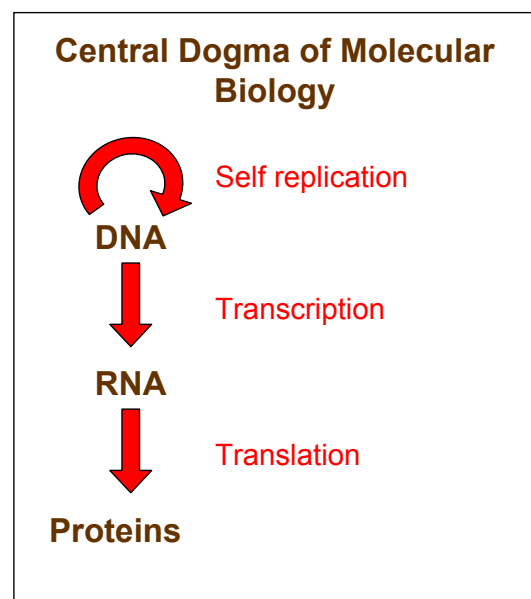 Central Dogma of Molecular
Biology
Self replication
DNA
Transcription
RNA
Translation
Proteins